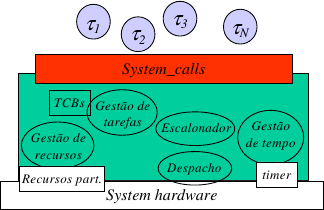 τ1
τ2
τ3
τN
System_calls
TCBs
Gestão de
tarefas
Escalonador
Gestão
de tempo
Gestão de
recursos
Despacho
Recursos part.
timer
System hardware